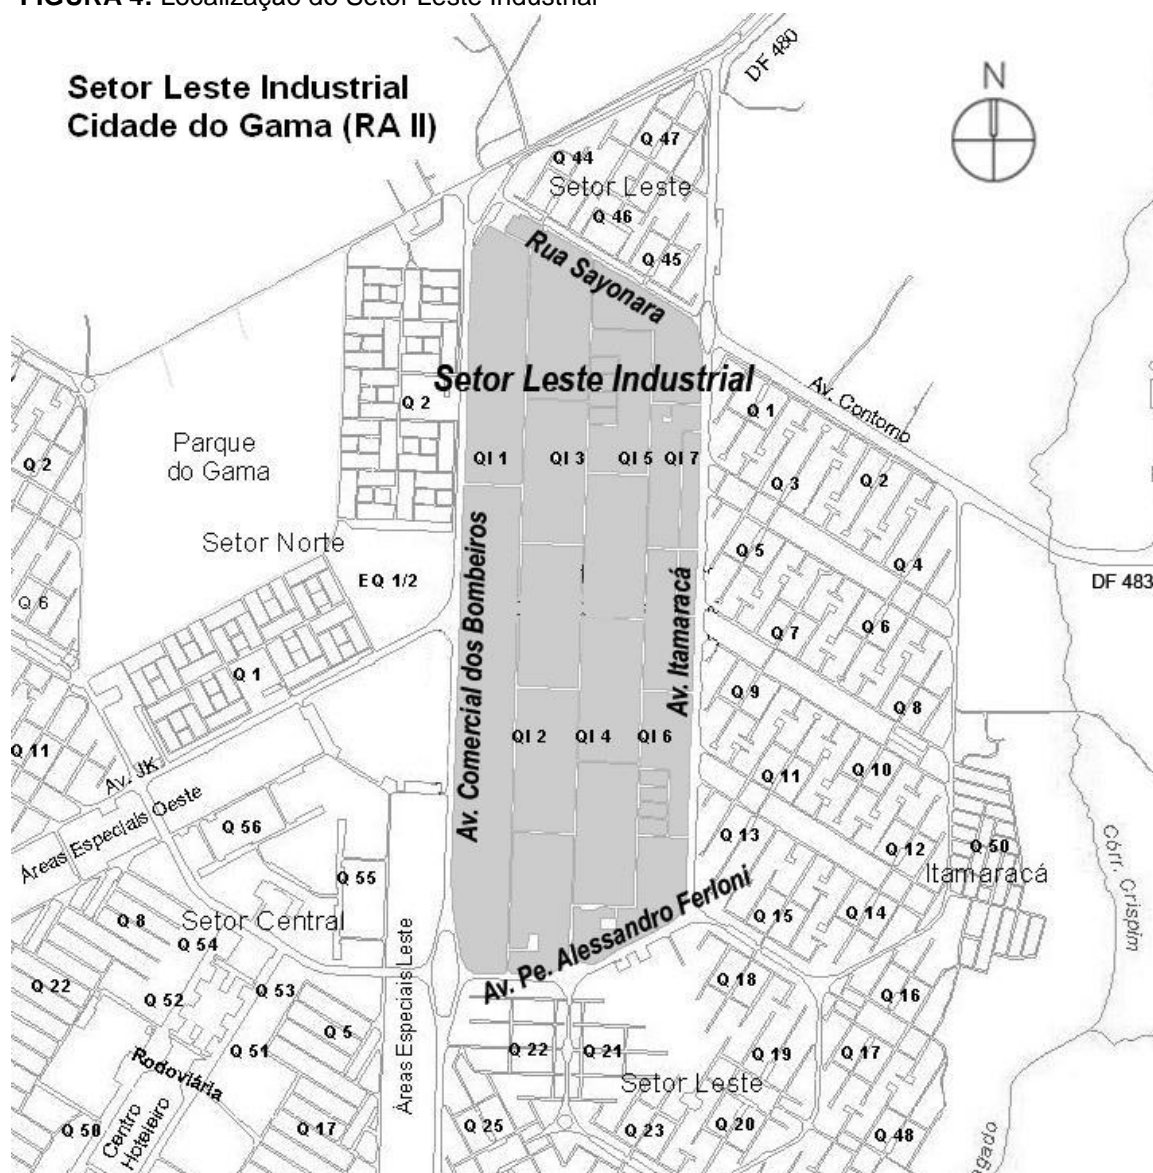 FIGURA 4: Localização do Setor Leste Industrial
Setor Leste Industrial
Cidade do Gama (RA II)
DF 480
N
Q 47
Q 44
Setor Leste
Q 46
Q 45
Rua Sayonara
Setor Leste Industrial
Av. Contorno
Q 2
Q 1
Parque
do Gama
Q 2
QI 1
QI 3
QI 5
QI 7
Q 3
Q 2
Setor Norte
Q 5
Q 4
EQ 1/2
DF 483
Q 6
Av. Comercial dos Bombeiros
Av. Itamaracá
Q 7
Q 6
Q 1
Q 9
Q 8
Q 11
QI 2
QI 4
QI 6
Av. JK
Q 11
Q 10
Áreas Especiais Oeste
Q 56
Q 13
Q 12
Q 50
Itamaracá
Córr. Crispim
Q 55
Q 8
Setor Central
Q 54
Av. Pe. Alessandro Ferloni
Q 15
Q 14
Q 22
Q 52
Q 53
Áreas Especiais Leste
Q 18
Q 16
Q 5
Q 51
Q 22
Q 21
Q 19
Q 17
Rodoviária
Setor Leste
Q 50
Centro
Hoteleiro
Q 17
Q 25
Q 23
Q 20
Q 48
gado